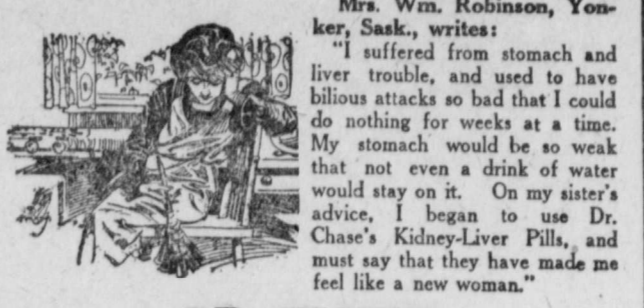 Mrs. Wm. Robinson, Yon-
ker, Sask., writes:
"I suffered from stomach and
liver trouble, and used to have
bilious attacks so bad that I could
do nothing for weeks at a time.
My stomach would be so weak
that not even a drink of water
would stay on it. On my sister's
advice, I began to use Dr.
Chase's Kidney-Liver Pills, and
must say that they have made me
feel like a new woman."